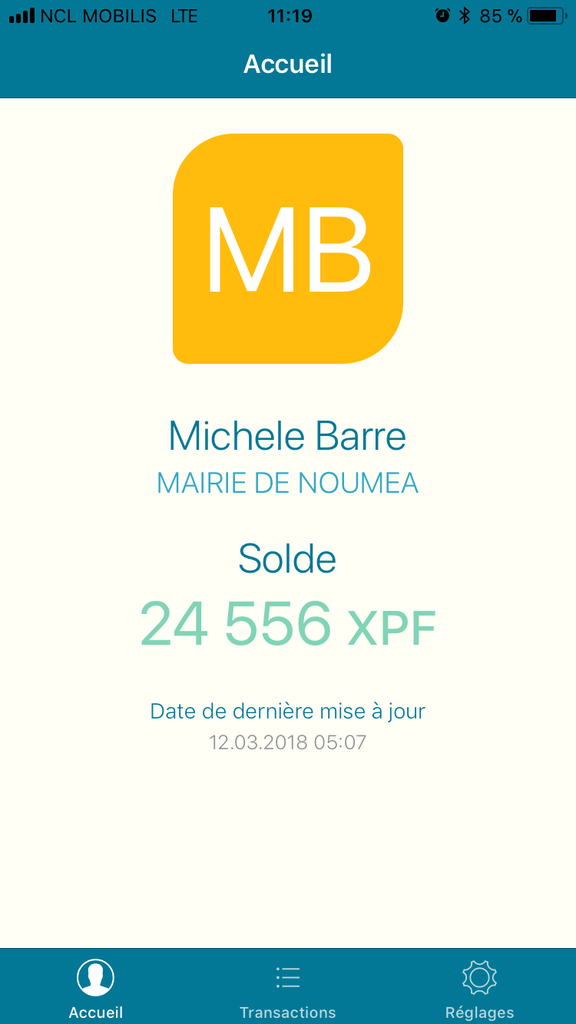 NCL MOBILIS LTE 11:19 85 %
Accueil
MB
Michele Barre
MAIRIE DE NOUMEA
Solde
24 556 XPF
Date de dernière mise à jour
12.03.2018 05:07
Accueil Transactions Réglages